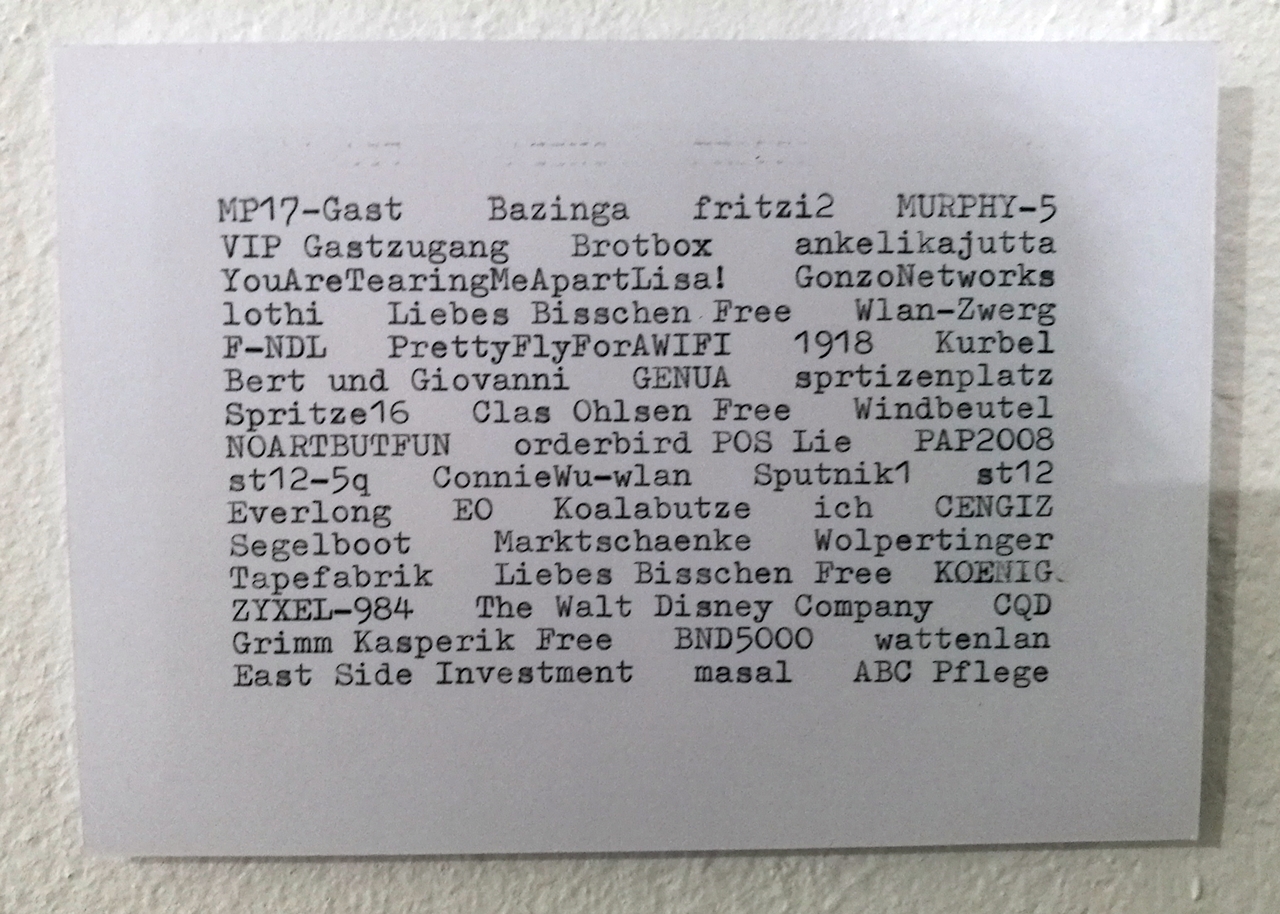 MP17-Gast Bazinga fritzi2 MURPHY-5
VIP Gastzugang Brotbox ankelikajutta
YouAreTearingMeApartLisa! GonzoNetworks
lothi Liebes Bisschen Free Wlan-Zwerg
F-NDL PrettyFlyForAWIFI 1918 Kurbel
Bert und Giovanni GENUA sprtizenplatz
Spritze16 Clas Ohlsen Free Windbeutel
NOARTBUTFUN orderbird POS Lie PAP2008
st12-5q ConnieWu-wlan Sputnik1 st12
Everlong EO Koalabutze ich CENGIZ
Segelboot Marktschaenke Wolpertinger
Tapefabrik Liebes Bisschen Free KOENIG.
ZYXEL-984 The Walt Disney Company CQD
Grimm Kasperik Free BND5000 wattenlan
East Side Investment masal ABC Pflege